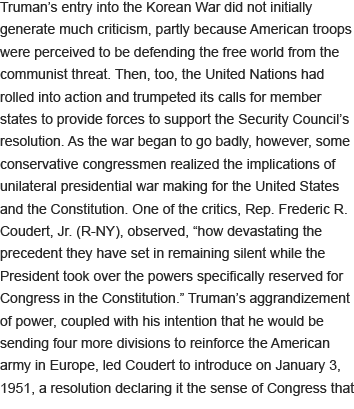 Truman’s entry into the Korean War did not initially
generate much criticism, partly because American troops
were perceived to be defending the free world from the
communist threat. Then, too, the United Nations had
rolled into action and trumpeted its calls for member
states to provide forces to support the Security Council’s
resolution. As the war began to go badly, however, some
conservative congressmen realized the implications of
unilateral presidential war making for the United States
and the Constitution. One of the critics, Rep. Frederic R.
Coudert, Jr. (R-NY), observed, “how devastating the
precedent they have set in remaining silent while the
President took over the powers specifically reserved for
Congress in the Constitution.” Truman’s aggrandizement
of power, coupled with his intention that he would be
sending four more divisions to reinforce the American
army in Europe, led Coudert to introduce on January 3,
1951, a resolution declaring it the sense of Congress that